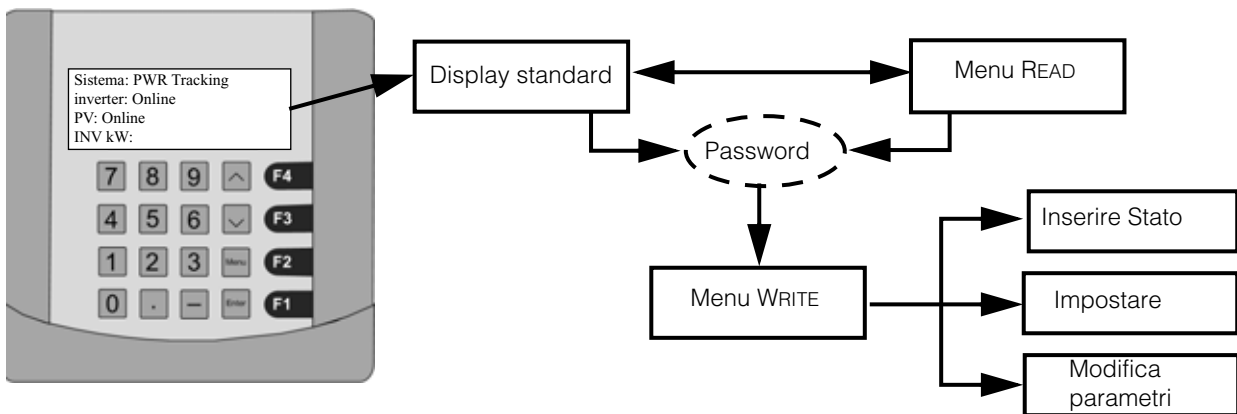 Sistema: PWR Tracking
inverter: Online
PV: Online
INV kW:
7 8 9 F4
4 5 6 F3
1 2 3 Menu F2
0 . – Enter F1
Display standard
Menu READ
Password
Menu WRITE
Inserire Stato
Impostare
Modifica
parametri